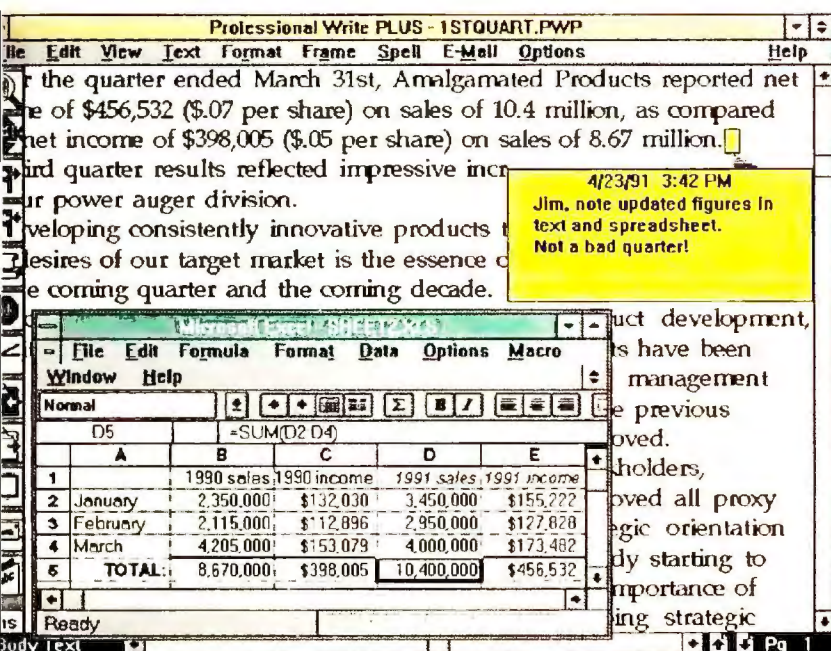 Professional Write PLUS - 1STQUART.PWP
File Edit View Text Format Frame Spell E-Mail Options Help
r the quarter ended March 31st, Amalgamated Products reported net
e of $456,532 ($.07 per share) on sales of 10.4 million, as compared
net income of $398,005 ($.05 per share) on sales of 8.67 million.
ird quarter results reflected impressive incr
ur power auger division.
veloping consistently innovative products t
desires of our target market is the essence o
e coming quarter and the coming decade.
4/23/91 3:42 PM
Jim, note updated figures in
text and spreadsheet.
Not a bad quarter!
uct development,
ts have been
management
e previous
oved.
holders,
oved all proxy
egic orientation
dy starting to
mportance of
ing strategic
Microsoft Excel - SHEET2.XLS
File Edit Formula Format Data Options Macro
Window Help
Normal Σ B I
D5 =SUM(D2:D4)
A B C D E
1 1990 sales 1990 income 1991 sales 1991 income
2 January 2,350,000 $132,030 3,450,000 $155,222
3 February 2,115,000 $112,896 2,950,000 $127,828
4 March 4,205,000 $153,079 4,000,000 $173,482
5 TOTAL: 8,670,000 $398,005 10,400,000 $456,532
Ready
Body Text Pg 1